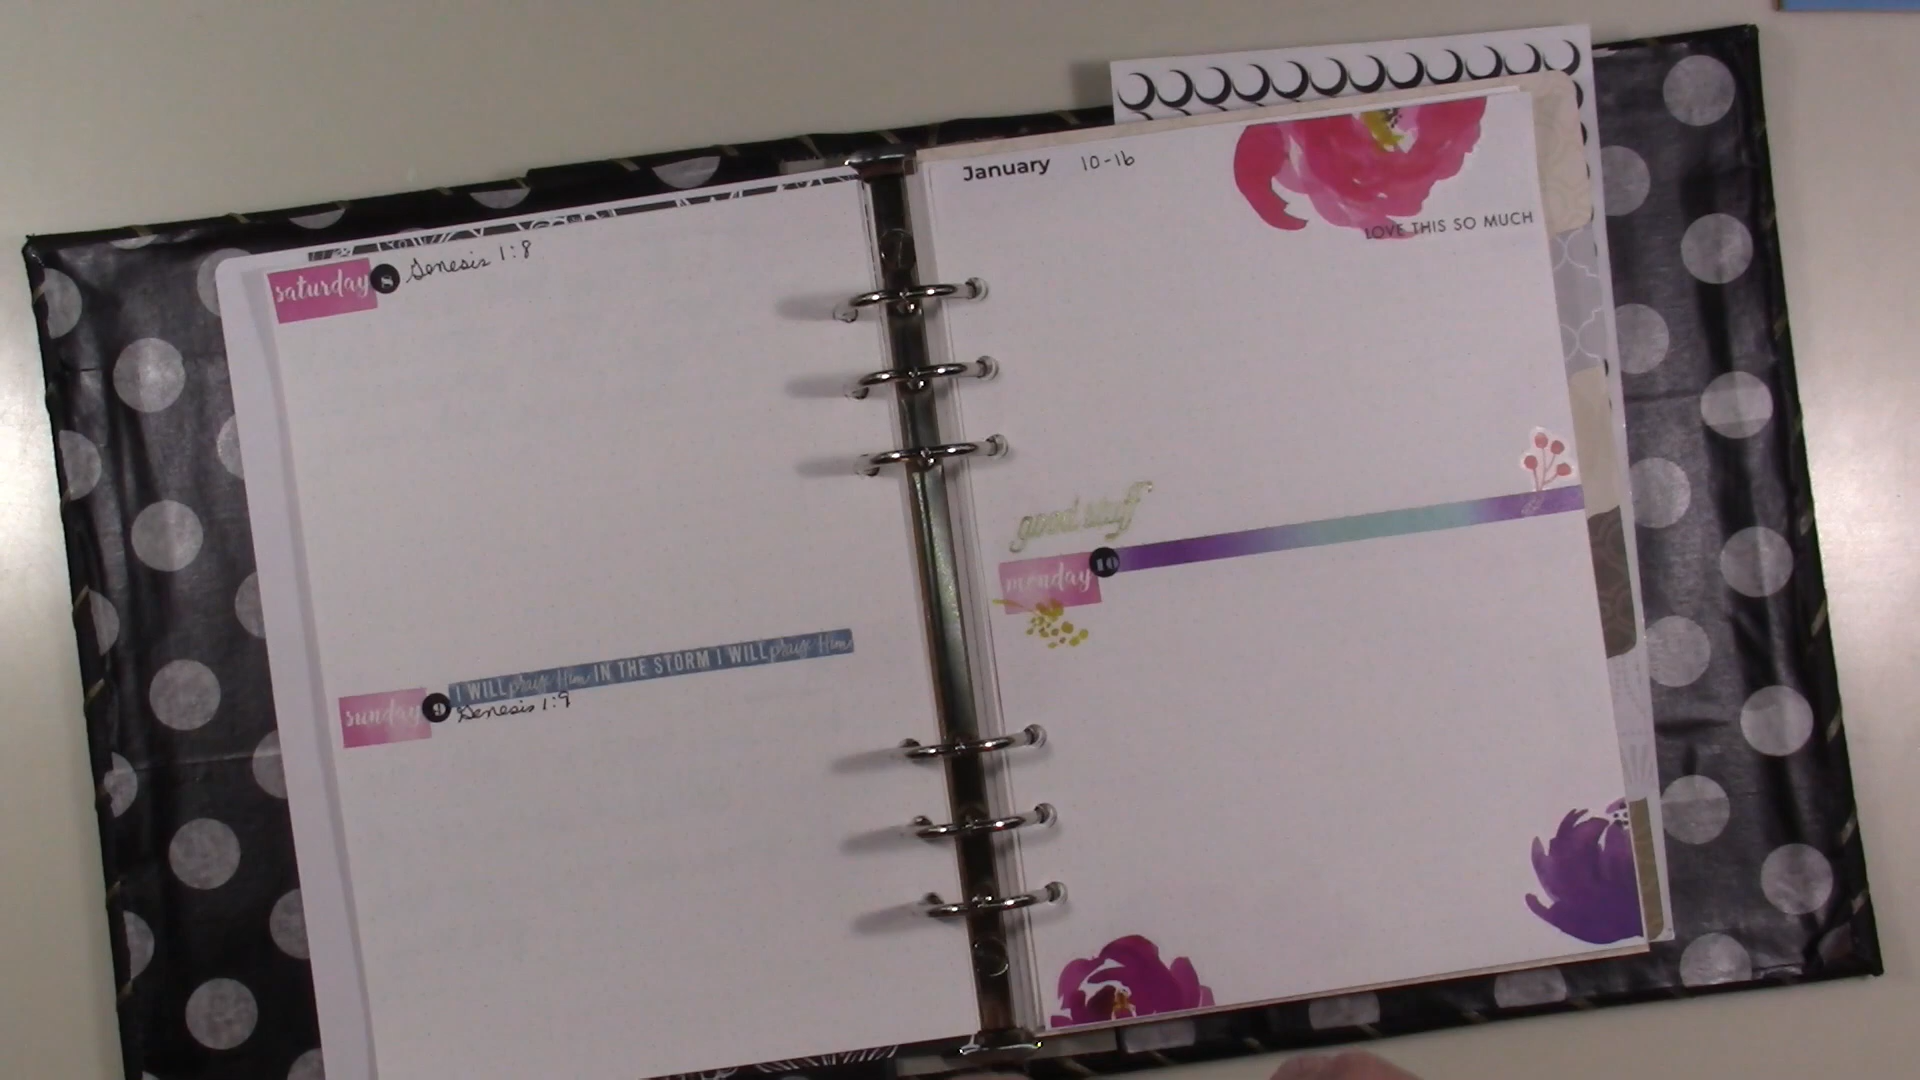 saturday 8 Genesis 1:8
I WILL praise Him IN THE STORM I WILL praise Him
sunday 9 Genesis 1:9
January 10-16
LOVE THIS SO MUCH
good stuff
monday 10